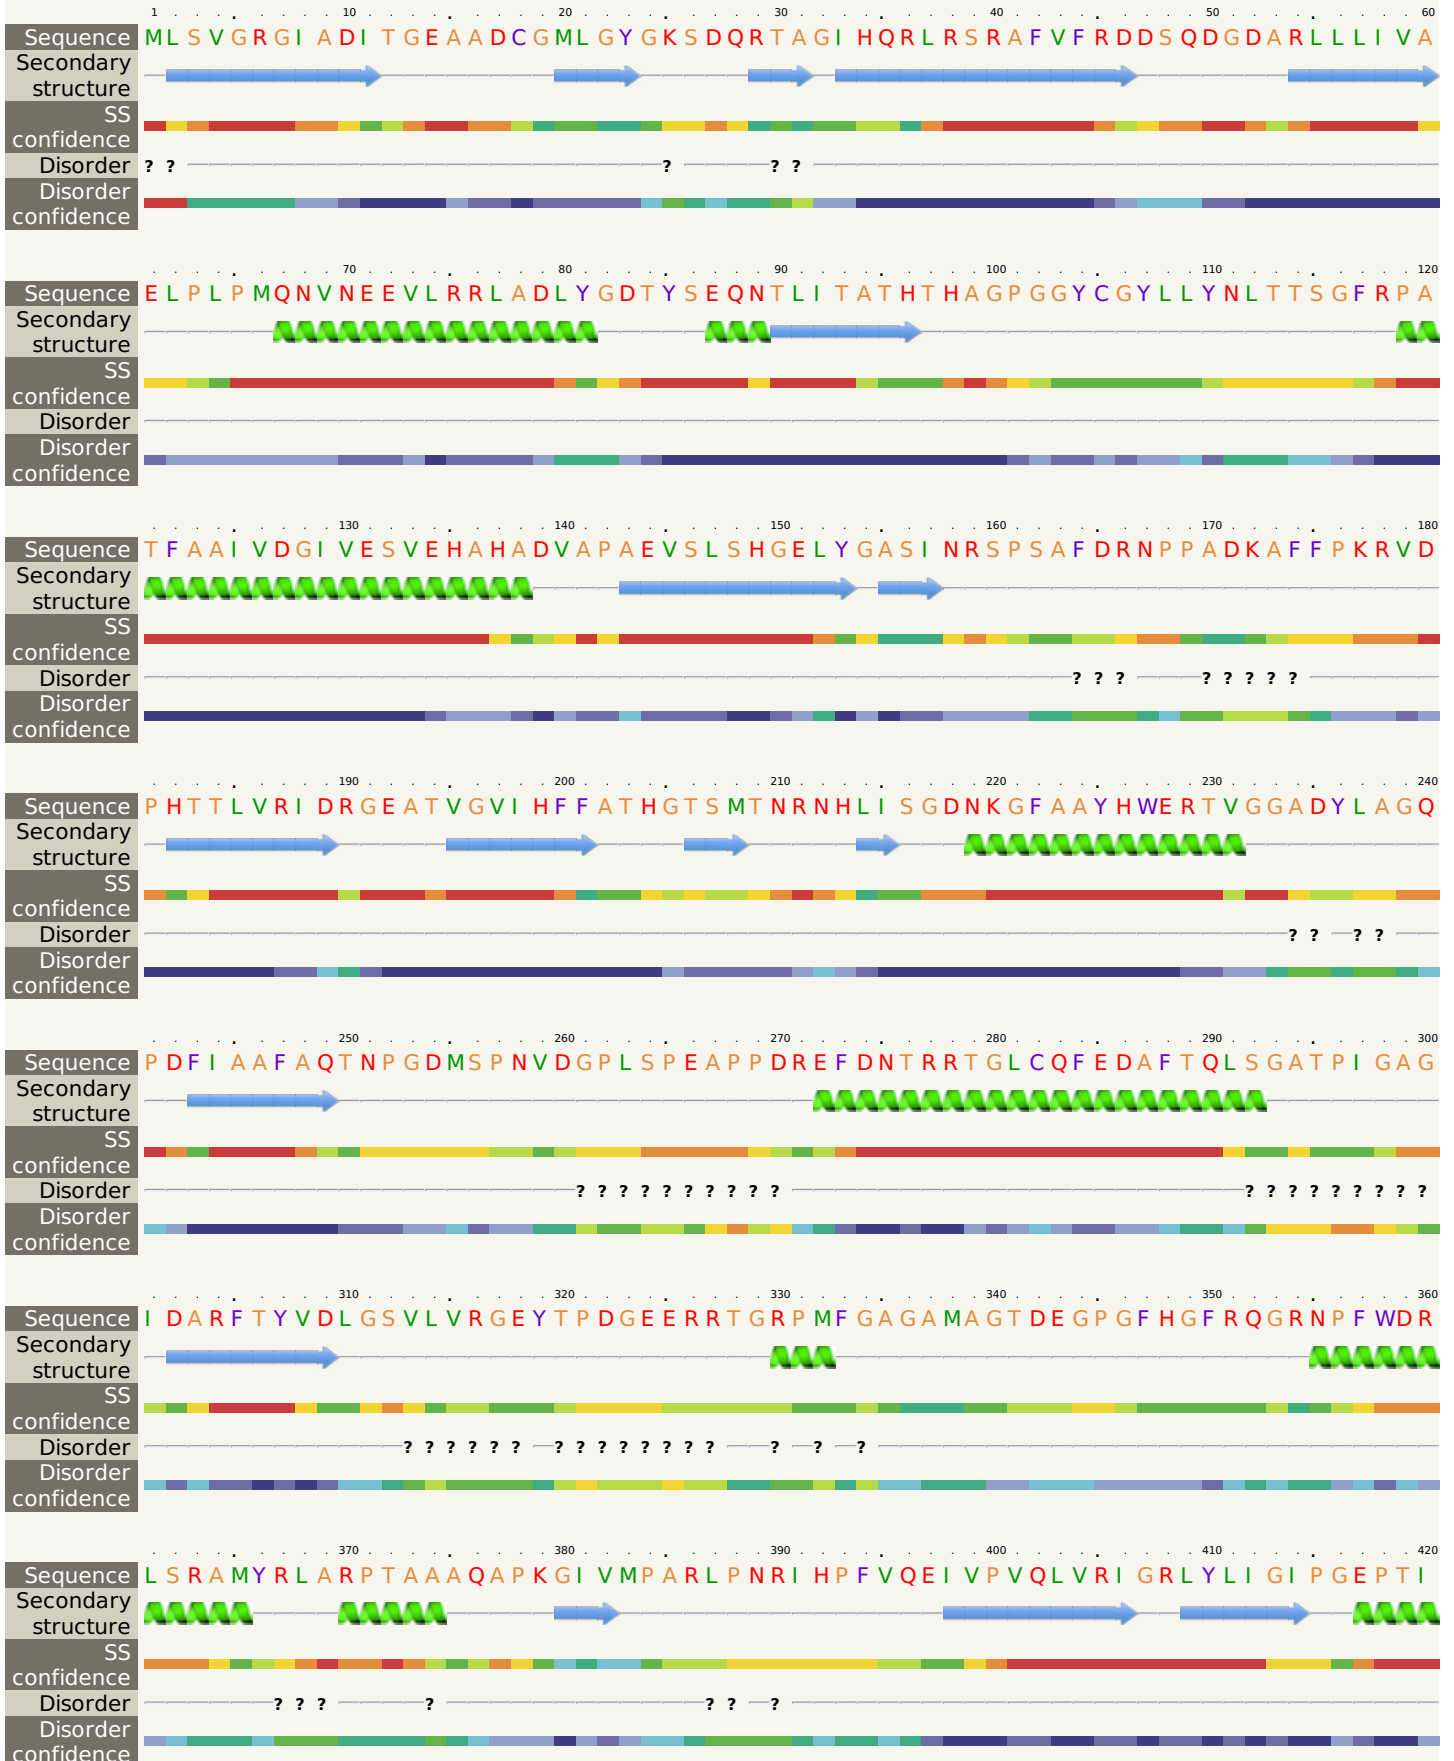 1 10 20 30 40 50 60
Sequence MLSVGRGIADITGEAADCGMLGYGKSDQRTAGIHQRLRSRAFVFRDDSQDGDARLLLIVA
Secondary
structure
SS
confidence
Disorder ? ? ? ? ?
Disorder
confidence
70 80 90 100 110 120
Sequence ELPLPMQNVNEEVLRRLADLYGDTYSEQNTLITATHTHAGPGGYCGYLLYNLTTSGFRPA
Secondary
structure
SS
confidence
Disorder
Disorder
confidence
130 140 150 160 170 180
Sequence TFAAIVDGIVESVEHAHADVAPAEVSLSHGELYGASINRSPSAFDRNPPADKAFFPKRVD
Secondary
structure
SS
confidence
Disorder ? ? ? ? ? ? ? ?
Disorder
confidence
190 200 210 220 230 240
Sequence PHTTLVRIDRGEATVGVIHFFATHGTSMTNRNHLISGDNKGFAAYHWERTVGGADYLAGQ
Secondary
structure
SS
confidence
Disorder ? ? ? ?
Disorder
confidence
250 260 270 280 290 300
Sequence PDFIAAFAQTNPGDMSPNVDGPLSPEAPPDREFDNTRRTGLCQFEDAFTQLSGATPIGAG
Secondary
structure
SS
confidence
Disorder ? ? ? ? ? ? ? ? ? ? ? ? ? ? ? ? ? ? ?
Disorder
confidence
310 320 330 340 350 360
Sequence IDARFTYVDLGSVLVRGEYTPDGEERRTGRPMFGAGAMAGTDEGPGFHGFRQGRNPFWDR
Secondary
structure
SS
confidence
Disorder ? ? ? ? ? ? ? ? ? ? ? ? ? ? ? ? ?
Disorder
confidence
370 380 390 400 410 420
Sequence LSRAMYRLARPTAAAQAPKGIVMPARLPNRIHPFVQEIVPVQLVRIGRLYLIGIPGEPTI
Secondary
structure
SS
confidence
Disorder ? ? ? ? ? ? ?
Disorder
confidence